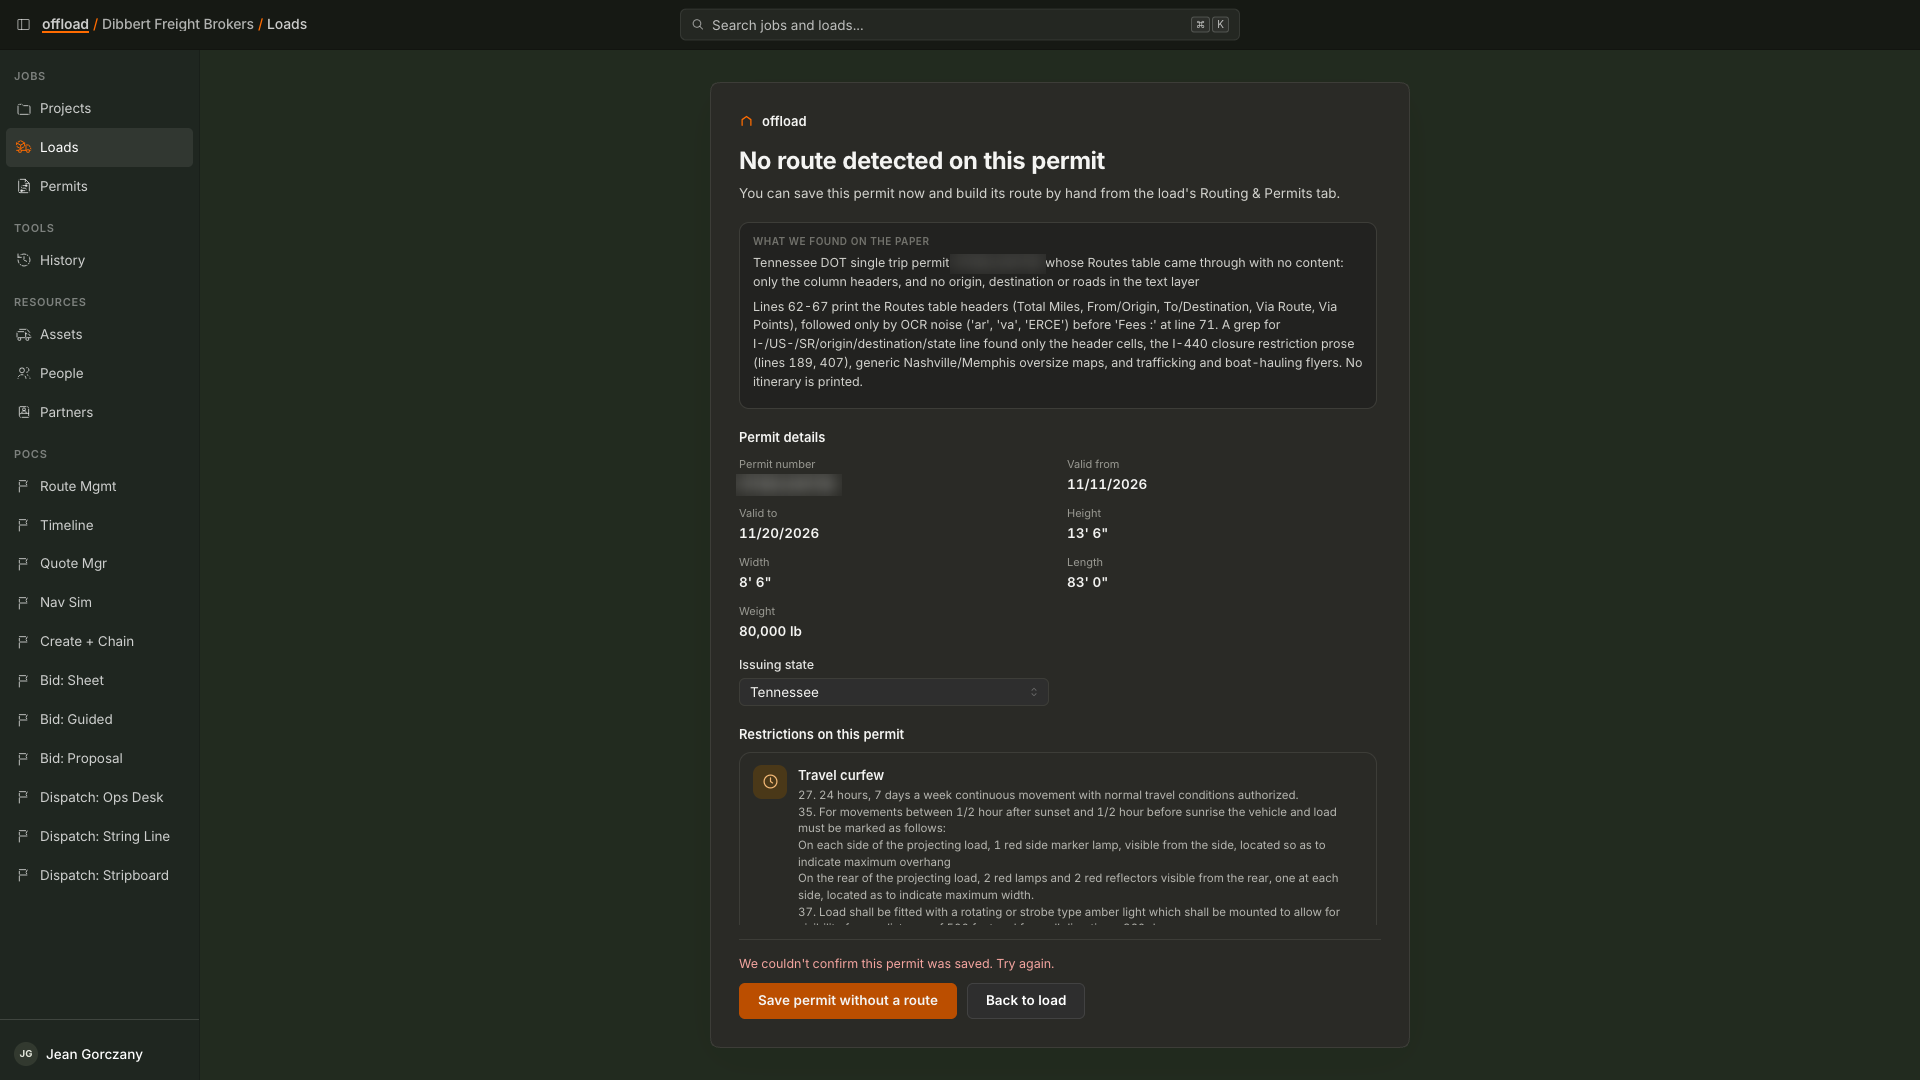 offload / Dibbert Freight Brokers / Loads
Search jobs and loads...
⌘ K
JOBS
Projects
Loads
Permits
TOOLS
History
RESOURCES
Assets
People
Partners
POCS
Route Mgmt
Timeline
Quote Mgr
Nav Sim
Create + Chain
Bid: Sheet
Bid: Guided
Bid: Proposal
Dispatch: Ops Desk
Dispatch: String Line
Dispatch: Stripboard
JG Jean Gorczany
offload
No route detected on this permit
You can save this permit now and build its route by hand from the load's Routing & Permits tab.
WHAT WE FOUND ON THE PAPER
Tennessee DOT single trip permit whose Routes table came through with no content:
only the column headers, and no origin, destination or roads in the text layer
Lines 62-67 print the Routes table headers (Total Miles, From/Origin, To/Destination, Via Route, Via
Points), followed only by OCR noise ('ar', 'va', 'ERCE') before 'Fees :' at line 71. A grep for
I-/US-/SR/origin/destination/state line found only the header cells, the I-440 closure restriction prose
(lines 189, 407), generic Nashville/Memphis oversize maps, and trafficking and boat-hauling flyers. No
itinerary is printed.
Permit details
Permit number
Valid from
11/11/2026
Valid to
11/20/2026
Height
13' 6"
Width
8' 6"
Length
83' 0"
Weight
80,000 lb
Issuing state
Tennessee
Restrictions on this permit
Travel curfew
27. 24 hours, 7 days a week continuous movement with normal travel conditions authorized.
35. For movements between 1/2 hour after sunset and 1/2 hour before sunrise the vehicle and load
must be marked as follows:
On each side of the projecting load, 1 red side marker lamp, visible from the side, located so as to
indicate maximum overhang
On the rear of the projecting load, 2 red lamps and 2 red reflectors visible from the rear, one at each
side, located as to indicate maximum width.
37. Load shall be fitted with a rotating or strobe type amber light which shall be mounted to allow for
We couldn't confirm this permit was saved. Try again.
Save permit without a route
Back to load